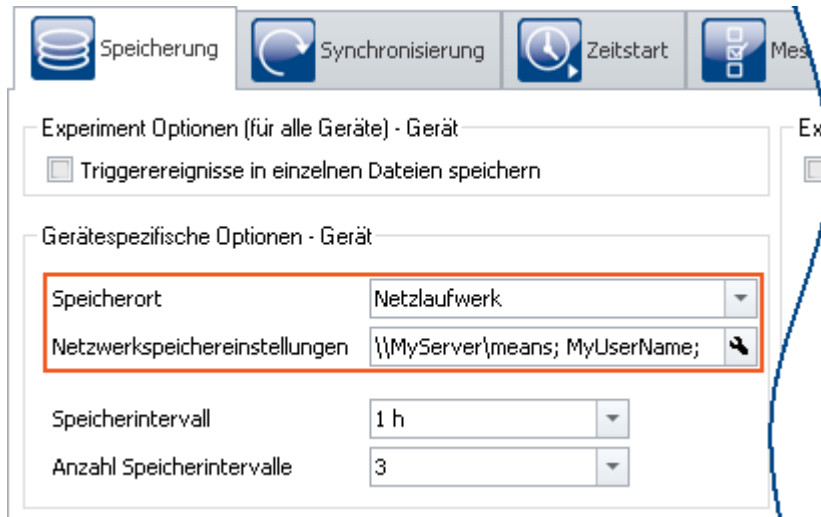 Speicherung Synchronisierung Zeitstart Mes
Experiment Optionen (für alle Geräte) - Gerät Ex
Triggerereignisse in einzelnen Dateien speichern
Gerätespezifische Optionen - Gerät
Speicherort Netzlaufwerk
Netzwerkspeichereinstellungen \\MyServer\means; MyUserName;
Speicherintervall 1 h
Anzahl Speicherintervalle 3